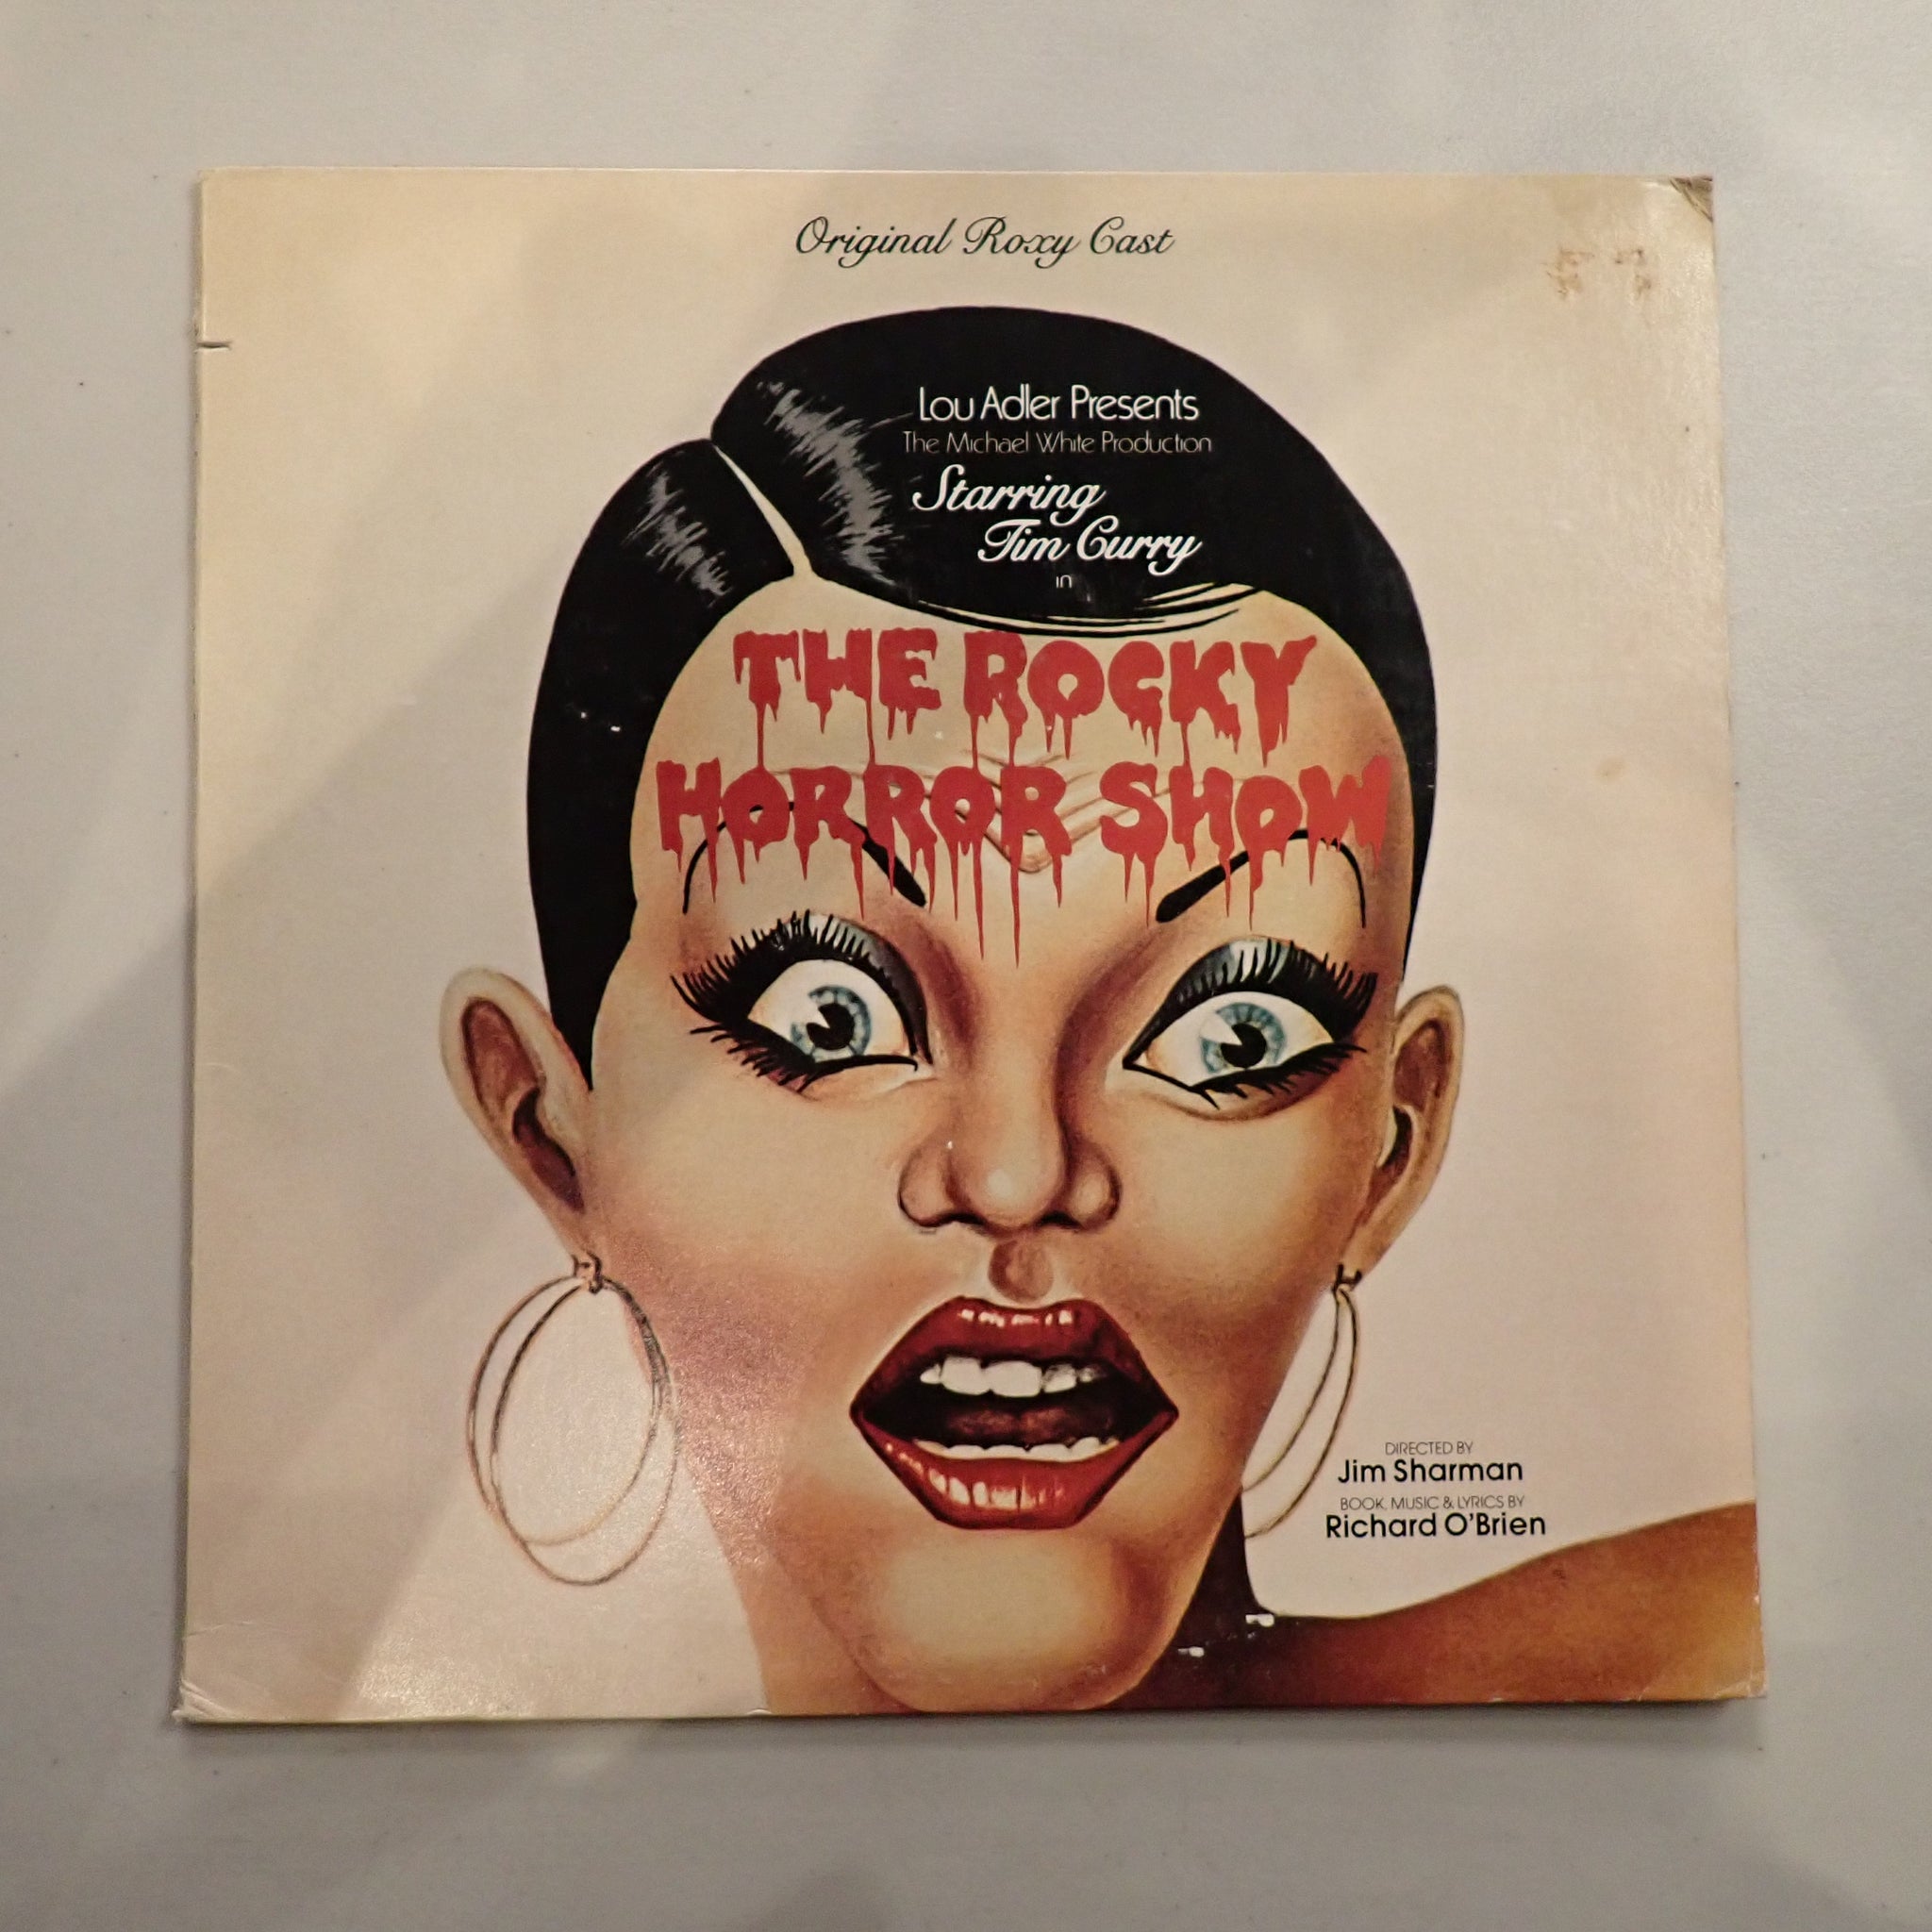 Original Roxy Cast
Lou Adler Presents
The Michael White Production
Starring
Tim Curry
in
THE ROCKY
HORROR SHOW
DIRECTED BY
Jim Sharman
BOOK, MUSIC & LYRICS BY
Richard O'Brien